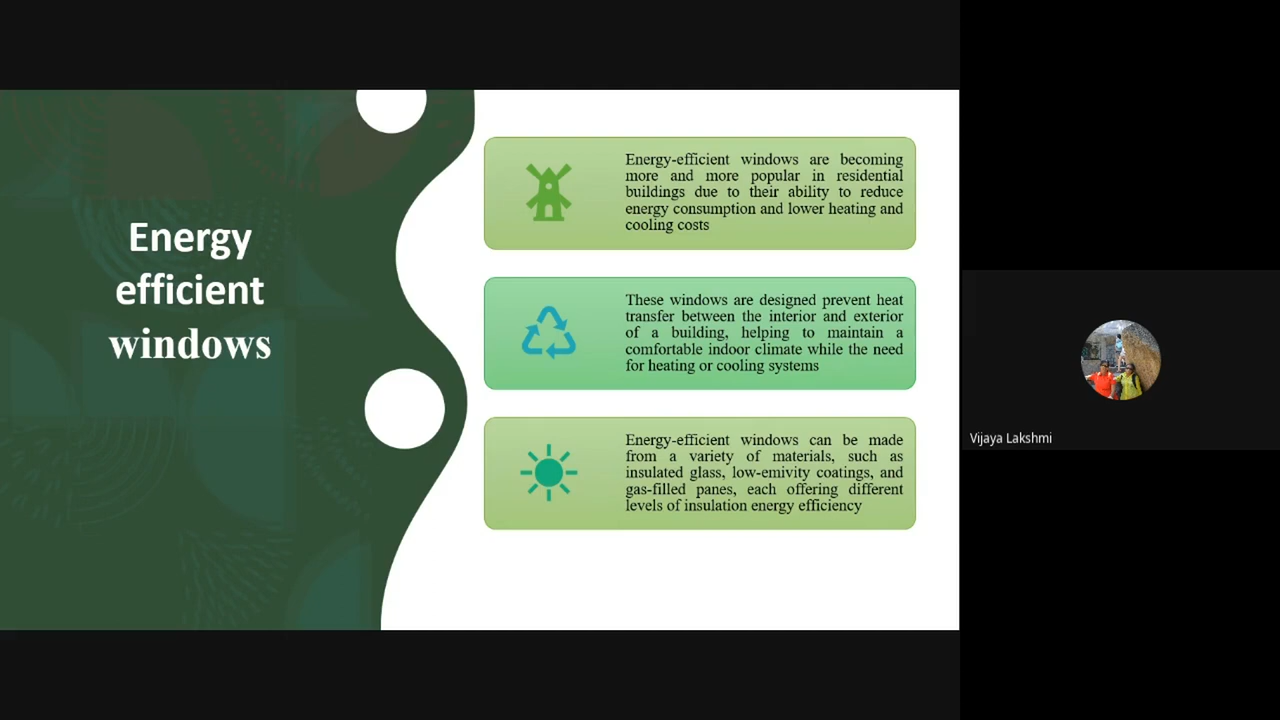 Energy
efficient
windows
Energy-efficient windows are becoming
more and more popular in residential
buildings due to their ability to reduce
energy consumption and lower heating and
cooling costs
These windows are designed prevent heat
transfer between the interior and exterior
of a building, helping to maintain a
comfortable indoor climate while the need
for heating or cooling systems
Energy-efficient windows can be made
from a variety of materials, such as
insulated glass, low-emivity coatings, and
gas-filled panes, each offering different
levels of insulation energy efficiency
Vijaya Lakshmi